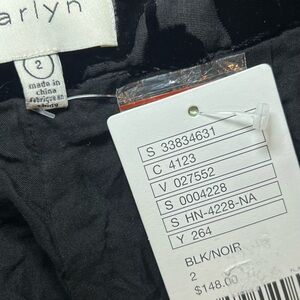 arlyn
2
made in
china
S 33834631
C 4123
V 027552
S 0004228
S HN-4228-NA
Y 264
BLK/NOIR
2
$148.00